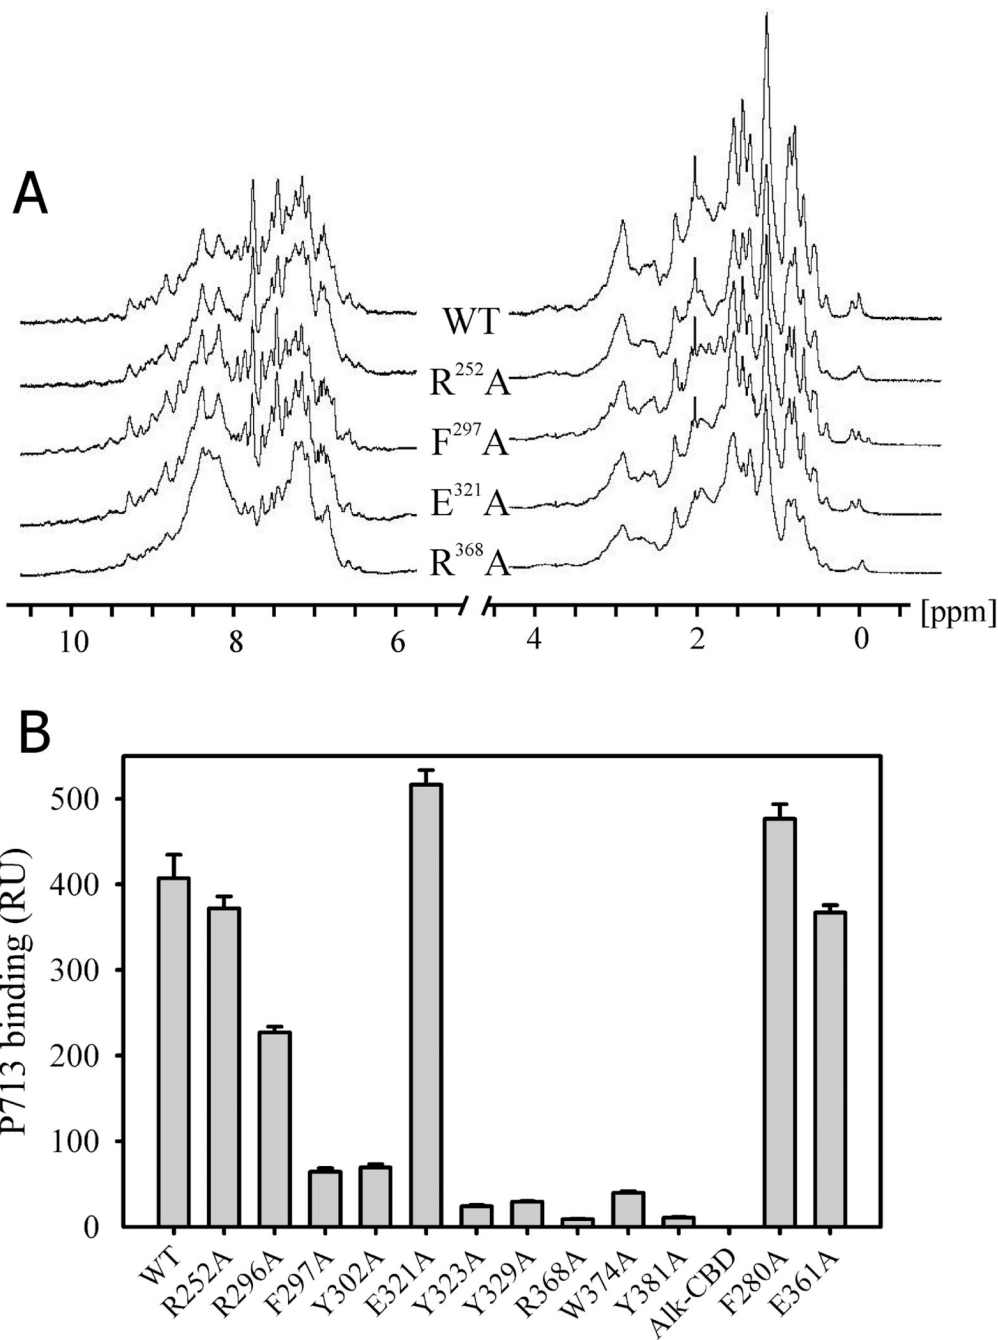 A
WT
R²⁵²A
F²⁹⁷A
E³²¹A
R³⁶⁸A
10 8 6 4 2 0 [ppm]
B
P713 binding (RU)
500
400
300
200
100
0
WT R252A R296A F297A Y302A E321A Y323A Y329A R368A W374A Y381A Alk-CBD F280A E361A